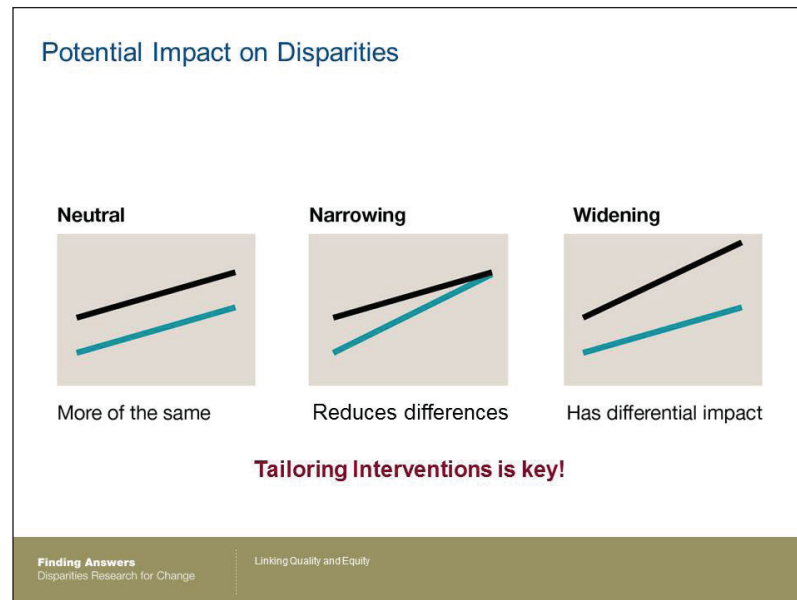 Potential Impact on Disparities
Neutral
Narrowing
Widening
More of the same
Reduces differences
Has differential impact
Tailoring Interventions is key!
Finding Answers
Disparities Research for Change
Linking Quality and Equity